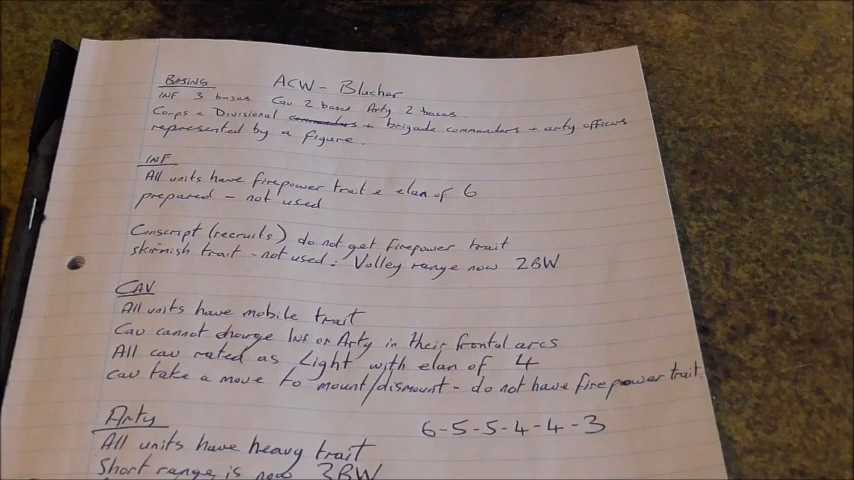 ACW - Blucher
BASING
INF 3 bases Cav 2 bases Arty 2 bases
Corps & Divisional + brigade commanders + arty officers
represented by a figure.
INF
All units have firepower trait & elan of 6
prepared - not used
Conscript (recruits) do not get firepower trait
skirmish trait - not used: Volley range now 2BW
CAV
All units have mobile trait
Cav cannot charge Inf or Arty in their frontal arcs
All cav rated as Light with elan of 4
cav take a move to mount/dismount - do not have firepower trait.
Arty
6-5-5-4-4-3
All units have heavy trait
Short range is now 3BW